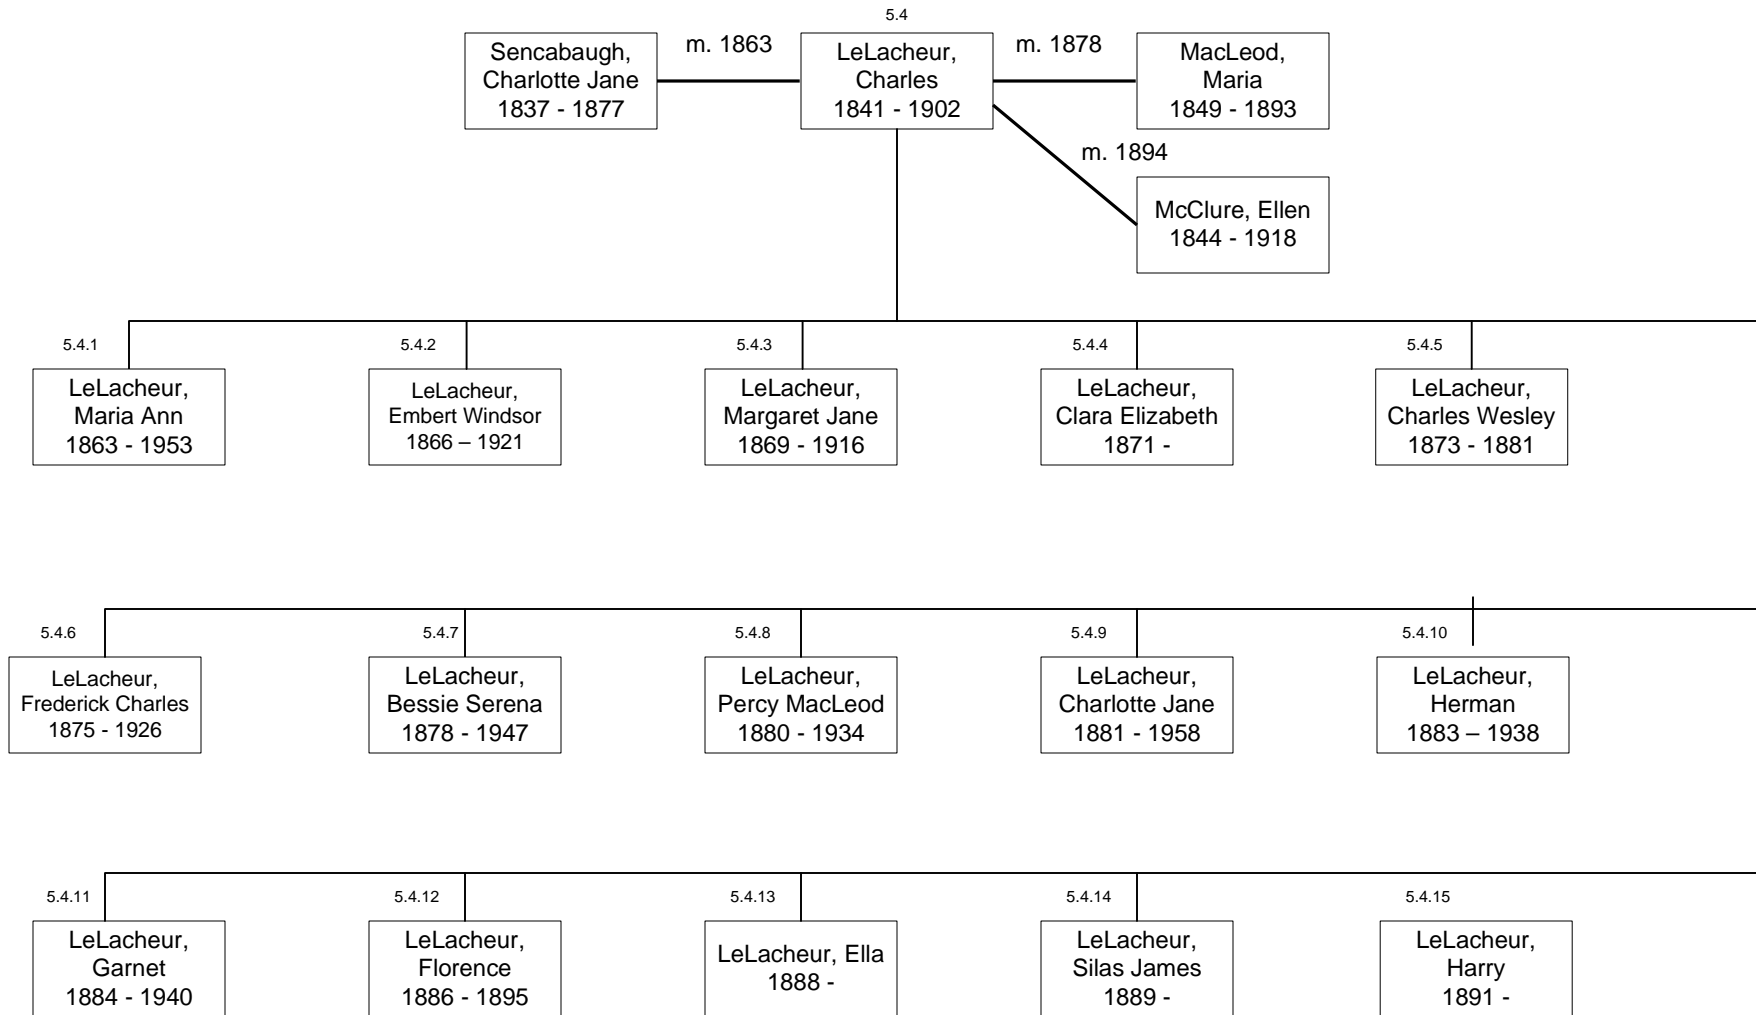 5.4
Sencabaugh,
Charlotte Jane
1837 - 1877
m. 1863
LeLacheur,
Charles
1841 - 1902
m. 1878
MacLeod,
Maria
1849 - 1893
m. 1894
McClure, Ellen
1844 - 1918
5.4.1
LeLacheur,
Maria Ann
1863 - 1953
5.4.2
LeLacheur,
Embert Windsor
1866 – 1921
5.4.3
LeLacheur,
Margaret Jane
1869 - 1916
5.4.4
LeLacheur,
Clara Elizabeth
1871 -
5.4.5
LeLacheur,
Charles Wesley
1873 - 1881
5.4.6
LeLacheur,
Frederick Charles
1875 - 1926
5.4.7
LeLacheur,
Bessie Serena
1878 - 1947
5.4.8
LeLacheur,
Percy MacLeod
1880 - 1934
5.4.9
LeLacheur,
Charlotte Jane
1881 - 1958
5.4.10
LeLacheur,
Herman
1883 – 1938
5.4.11
LeLacheur,
Garnet
1884 - 1940
5.4.12
LeLacheur,
Florence
1886 - 1895
5.4.13
LeLacheur, Ella
1888 -
5.4.14
LeLacheur,
Silas James
1889 -
5.4.15
LeLacheur,
Harry
1891 -